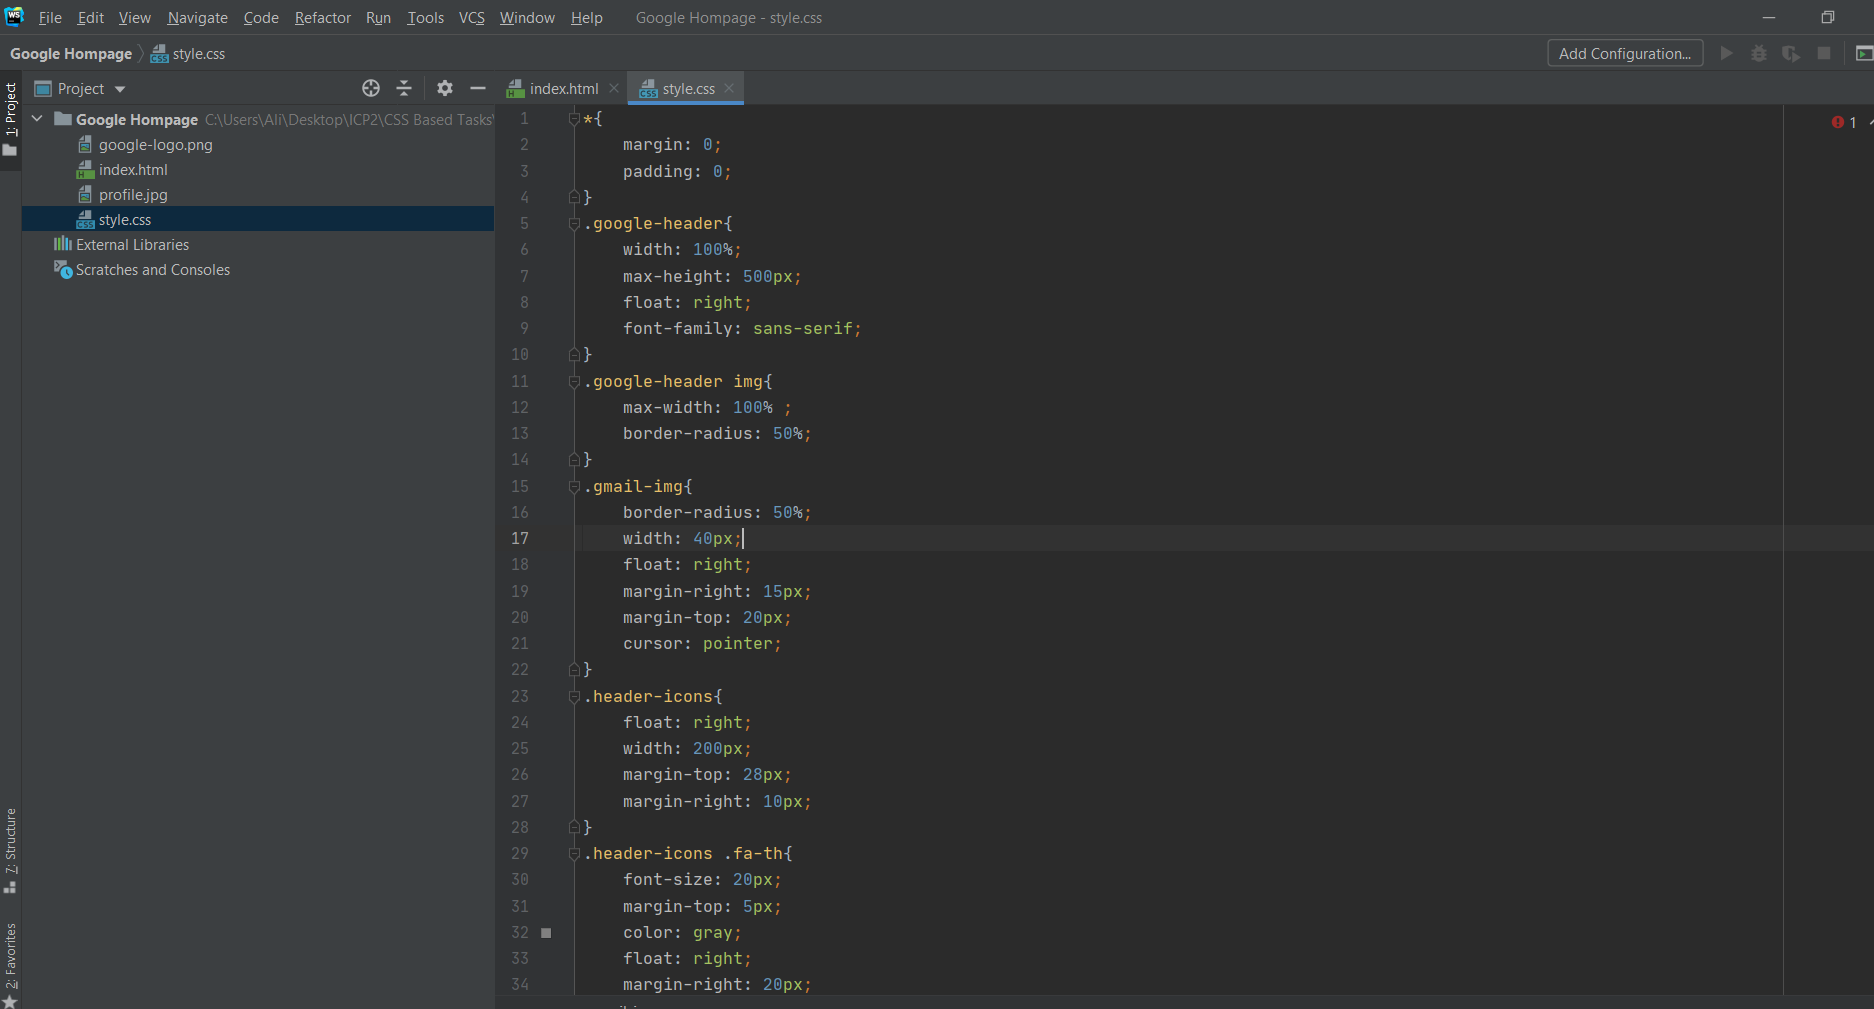 WS File Edit View Navigate Code Refactor Run Tools VCS Window Help Google Hompage - style.css
Google Hompage style.css Add Configuration...
1: Project
Project
index.html style.css
Google Hompage C:\Users\Ali\Desktop\ICP2\CSS Based Tasks\
google-logo.png
index.html
profile.jpg
style.css
External Libraries
Scratches and Consoles
7: Structure
2: Favorites
1 *{
2 margin: 0;
3 padding: 0;
4 }
5 .google-header{
6 width: 100%;
7 max-height: 500px;
8 float: right;
9 font-family: sans-serif;
10 }
11 .google-header img{
12 max-width: 100% ;
13 border-radius: 50%;
14 }
15 .gmail-img{
16 border-radius: 50%;
17 width: 40px;
18 float: right;
19 margin-right: 15px;
20 margin-top: 20px;
21 cursor: pointer;
22 }
23 .header-icons{
24 float: right;
25 width: 200px;
26 margin-top: 28px;
27 margin-right: 10px;
28 }
29 .header-icons .fa-th{
30 font-size: 20px;
31 margin-top: 5px;
32 color: gray;
33 float: right;
34 margin-right: 20px;
1